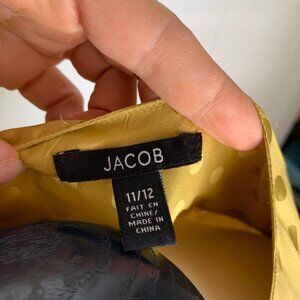 JACOB
11/12
FAIT EN
CHINE/
MADE IN
CHINA